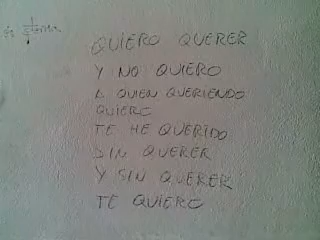 QUIERO QUERER
Y NO QUIERO
A QUIEN QUERIENDO
QUIERO
TE HE QUERIDO
SIN QUERER
Y SIN QUERER
TE QUIERO